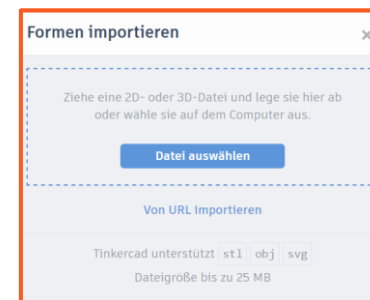 Formen importieren
Ziehe eine 2D- oder 3D-Datei und lege sie hier ab
oder wähle sie auf dem Computer aus.
Datei auswählen
Von URL importieren
Tinkercad unterstützt stl obj svg
Dateigröße bis zu 25 MB